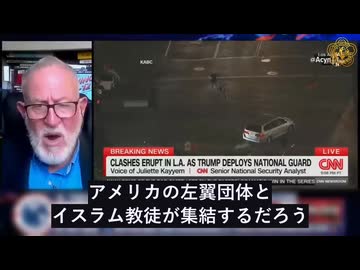 KABC
@Acyn
BREAKING NEWS
LIVE
CLASHES ERUPT IN L.A. AS TRUMP DEPLOYS NATIONAL GUARD
Voice of Juliette Kayyem | CNN Senior National Security Analyst
CNN
アメリカの左翼団体と
イスラム教徒が集結するだろう